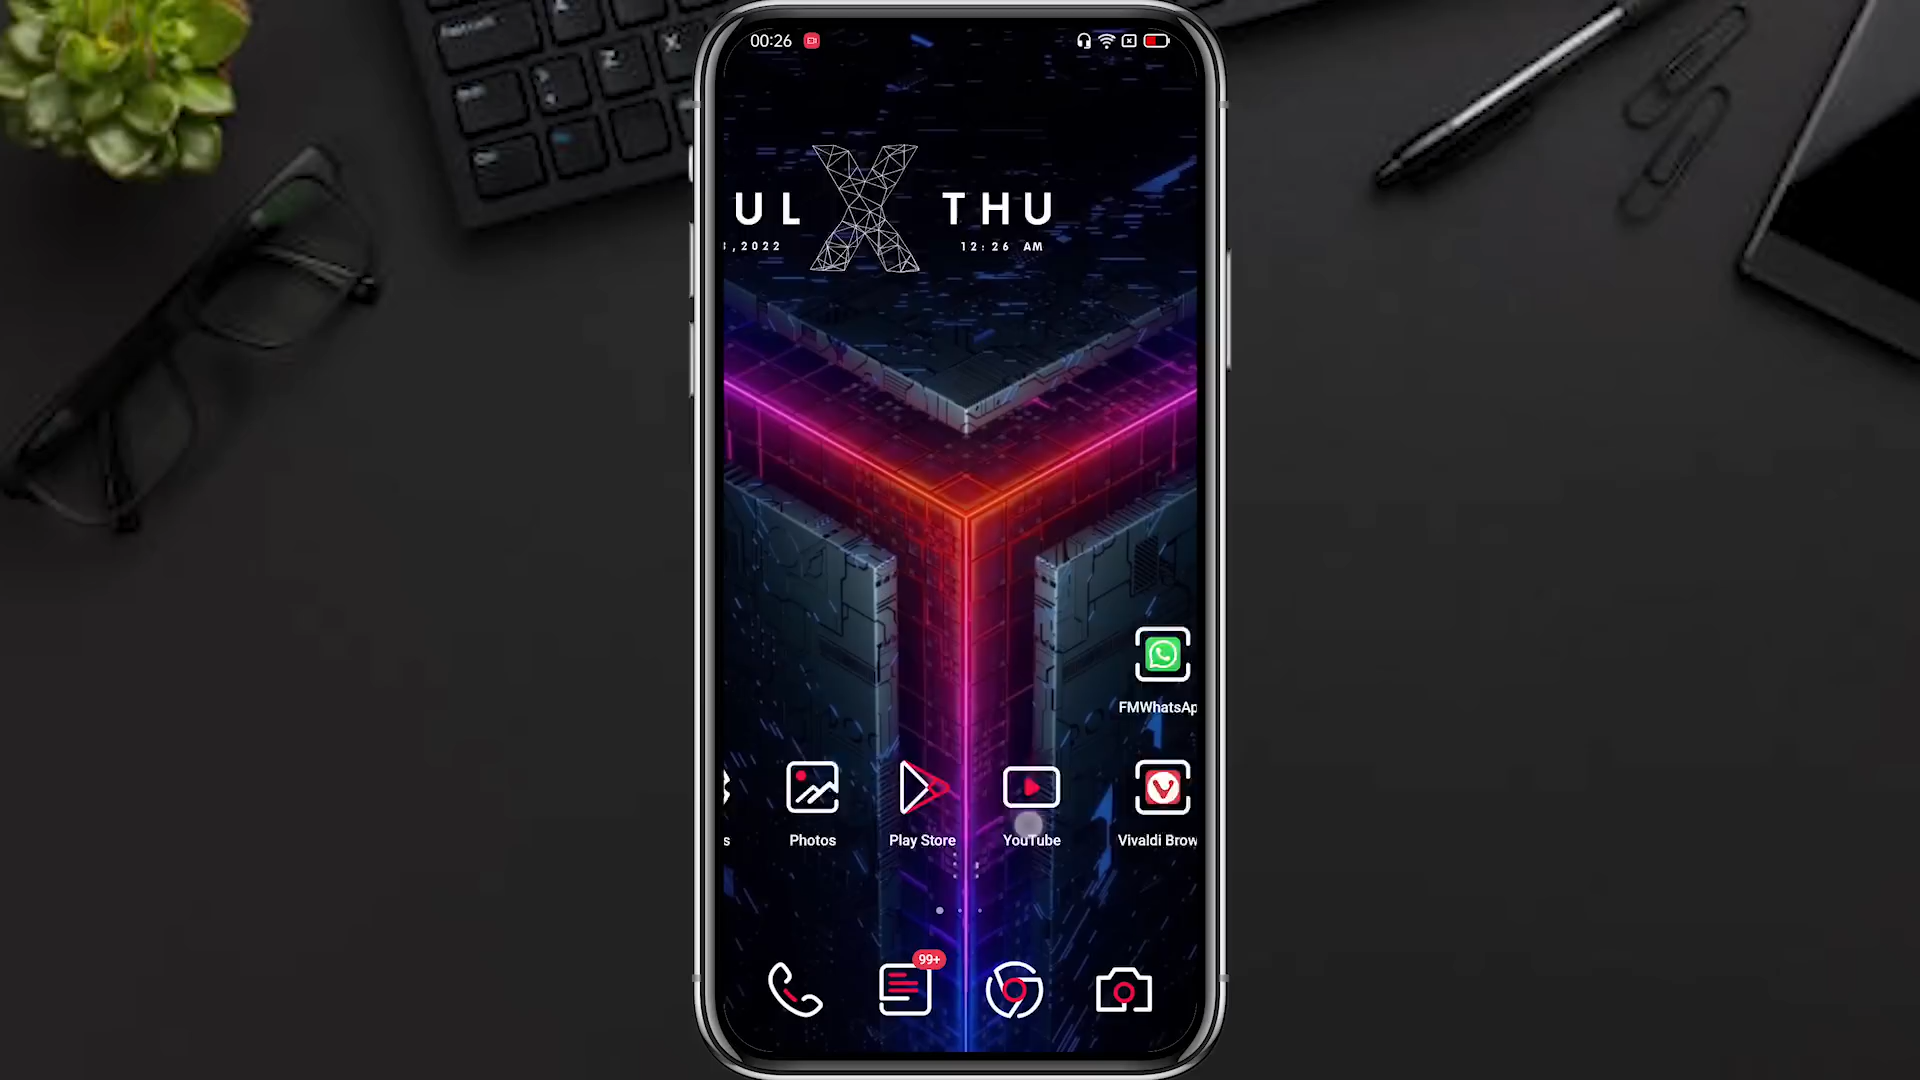 00:26
UL X THU
,2022 12:26 AM
FMWhatsAp
Photos
Play Store
YouTube
Vivaldi Brow
s
99+